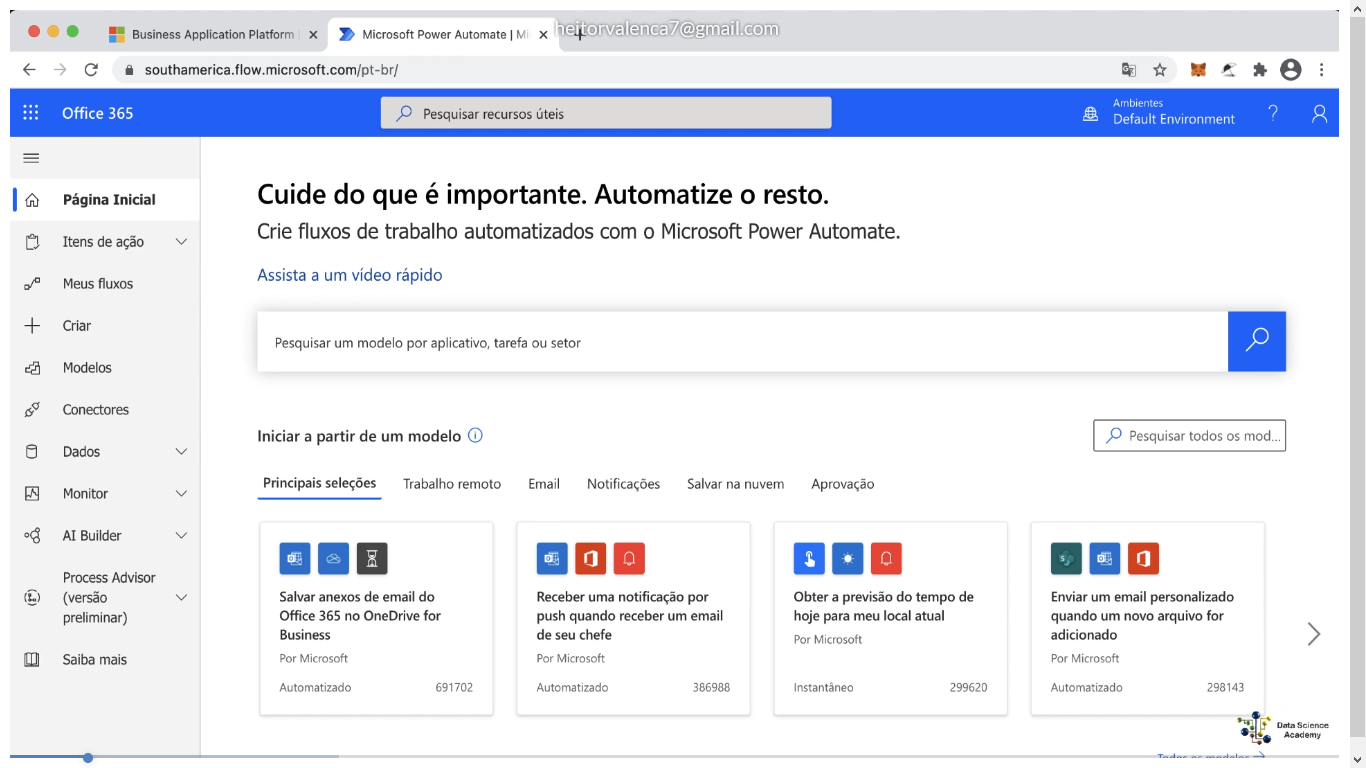 Business Application Platform
Microsoft Power Automate | Mi
heitorvalenca7@gmail.com
southamerica.flow.microsoft.com/pt-br/
Office 365
Pesquisar recursos úteis
Ambientes
Default Environment
Página Inicial
Itens de ação
Meus fluxos
Criar
Modelos
Conectores
Dados
Monitor
AI Builder
Process Advisor
(versão
preliminar)
Saiba mais
Cuide do que é importante. Automatize o resto.
Crie fluxos de trabalho automatizados com o Microsoft Power Automate.
Assista a um vídeo rápido
Pesquisar um modelo por aplicativo, tarefa ou setor
Iniciar a partir de um modelo
Pesquisar todos os mod...
Principais seleções Trabalho remoto Email Notificações Salvar na nuvem Aprovação
Salvar anexos de email do
Office 365 no OneDrive for
Business
Por Microsoft
Automatizado 691702
Receber uma notificação por
push quando receber um email
de seu chefe
Por Microsoft
Automatizado 386988
Obter a previsão do tempo de
hoje para meu local atual
Por Microsoft
Instantâneo 299620
Enviar um email personalizado
quando um novo arquivo for
adicionado
Por Microsoft
Automatizado 298143
Data Science
Academy
Todos os modelos